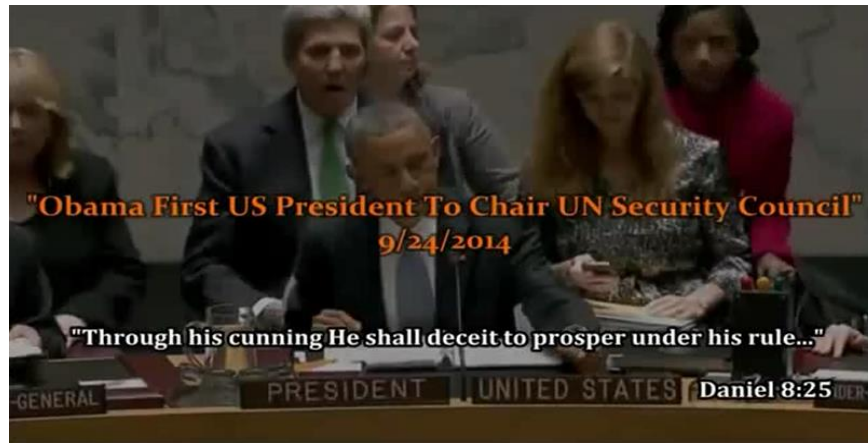 "Obama First US President To Chair UN Security Council"
9/24/2014
"Through his cunning He shall deceit to prosper under his rule..."
-GENERAL
PRESIDENT
UNITED STATES
Daniel 8:25